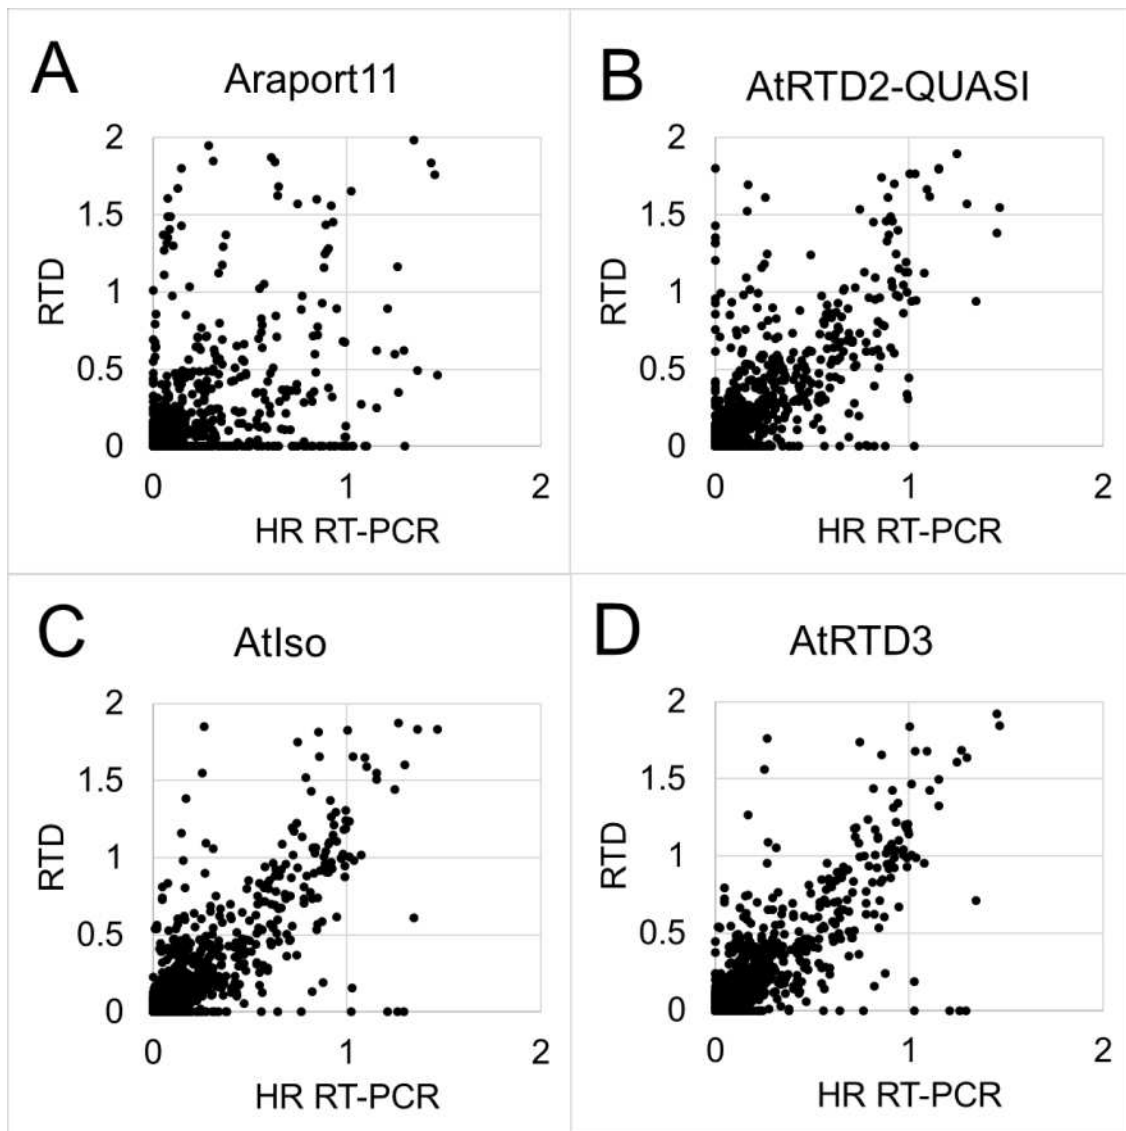 A
Araport11
2
1.5
1
0.5
0
RTD
0 1 2
HR RT-PCR
B
AtRTD2-QUASI
2
1.5
1
0.5
0
RTD
0 1 2
HR RT-PCR
C
AtIso
2
1.5
1
0.5
0
RTD
0 1 2
HR RT-PCR
D
AtRTD3
2
1.5
1
0.5
0
RTD
0 1 2
HR RT-PCR